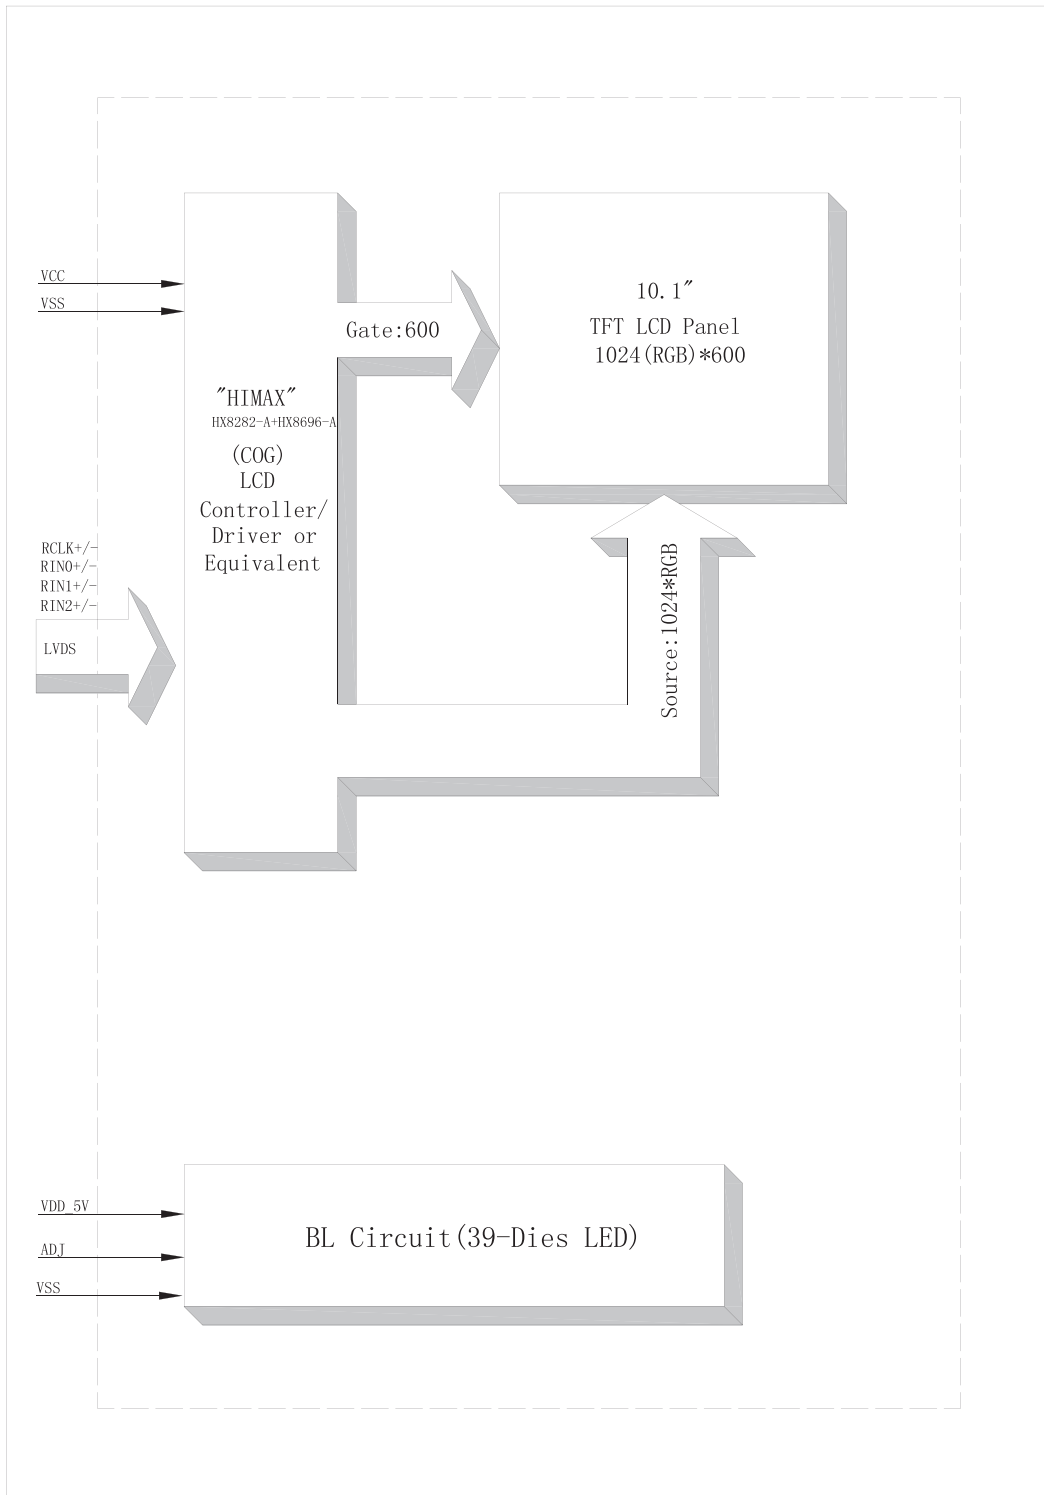 VCC
VSS
Gate:600
10.1"
TFT LCD Panel
1024(RGB)*600
"HIMAX"
HX8282-A+HX8696-A
(COG)
LCD
Controller/
Driver or
Equivalent
RCLK+/-
RIN0+/-
RIN1+/-
RIN2+/-
LVDS
Source:1024*RGB
VDD_5V
ADJ
VSS
BL Circuit(39-Dies LED)